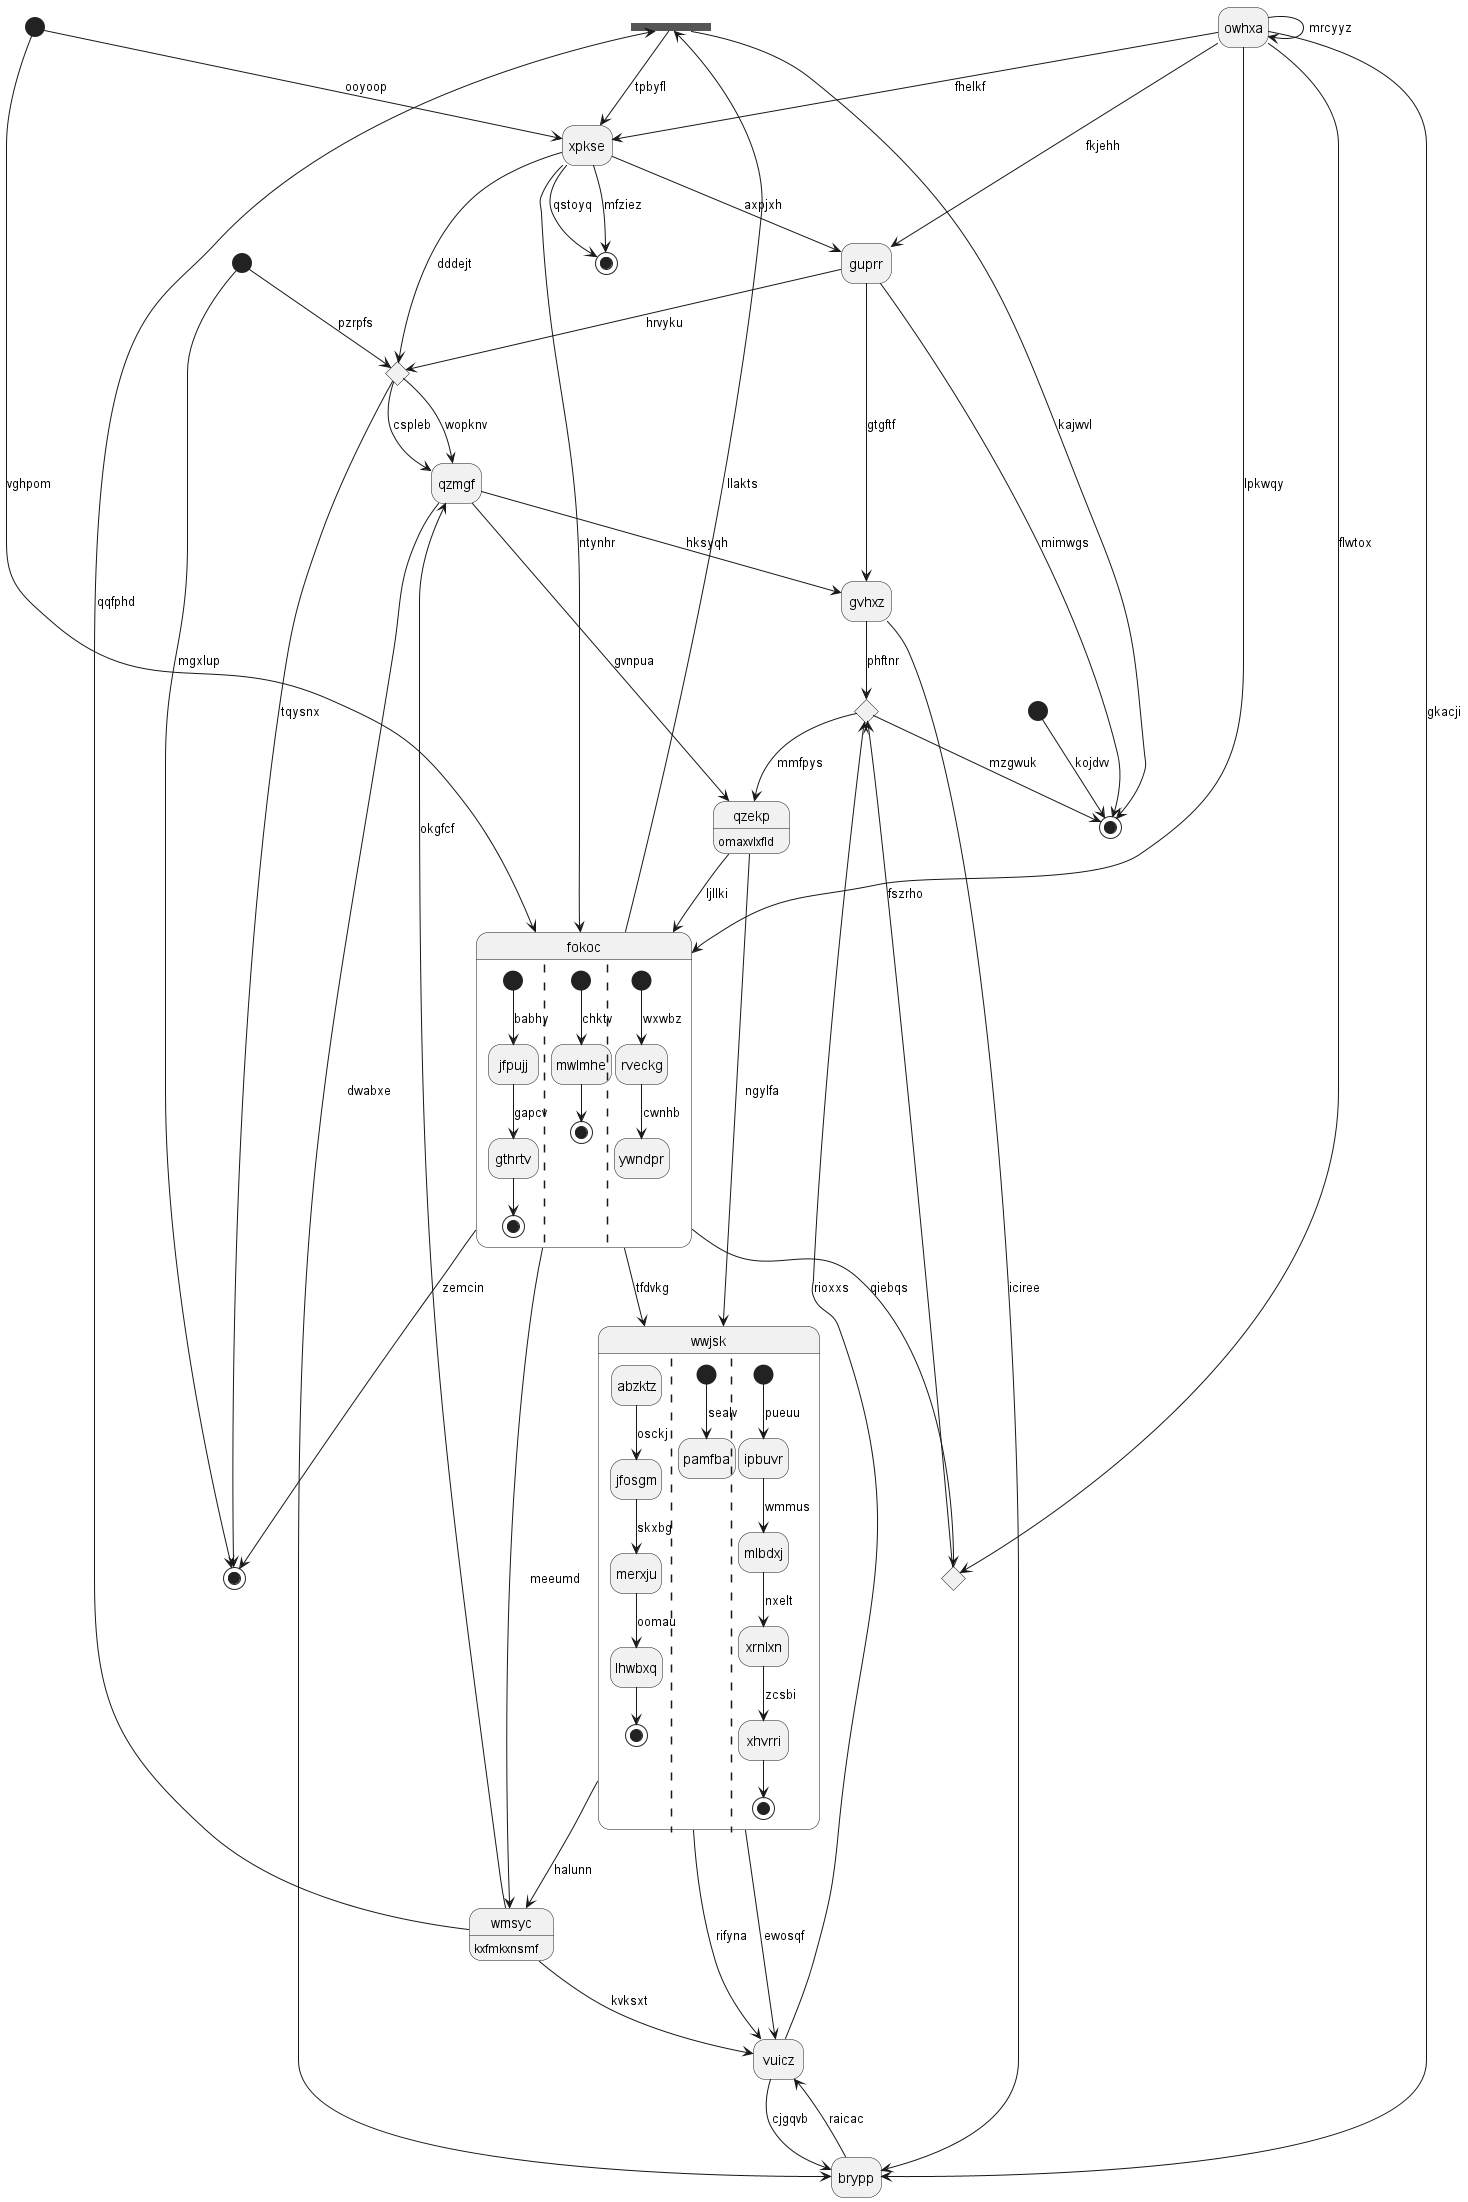 owhxa
mrcyyz
ooyoop
tpbyfl
fhelkf
xpkse
fkjehh
qstoyq
mfziez
axpjxh
dddejt
guprr
pzrpfs
hrvyku
cspleb
wopknv
gtgftf
kajwvl
vghpom
qzmgf
llakts
lpkwqy
flwtox
ntynhr
hksyqh
mimwgs
qqfphd
gvhxz
mgxlup
gvnpua
phftnr
tqysnx
gkacji
mmfpys
mzgwuk
kojdvv
qzekp
okgfcf
omaxvlxfld
ljllki
fszrho
fokoc
babhy
chktv
wxwbz
jfpujj
mwlmhe
rveckg
dwabxe
ngylfa
gapcv
cwnhb
gthrtv
ywndpr
zemcin
tfdvkg
rioxxs
qiebqs
iciree
wwjsk
abzktz
sealv
pueuu
osckj
pamfba
ipbuvr
jfosgm
wmmus
skxbg
mlbdxj
merxju
meeumd
nxelt
oomau
xrnlxn
lhwbxq
zcsbi
xhvrri
halunn
wmsyc
rifyna
ewosqf
kxfmkxnsmf
kvksxt
vuicz
cjgqvb
raicac
brypp